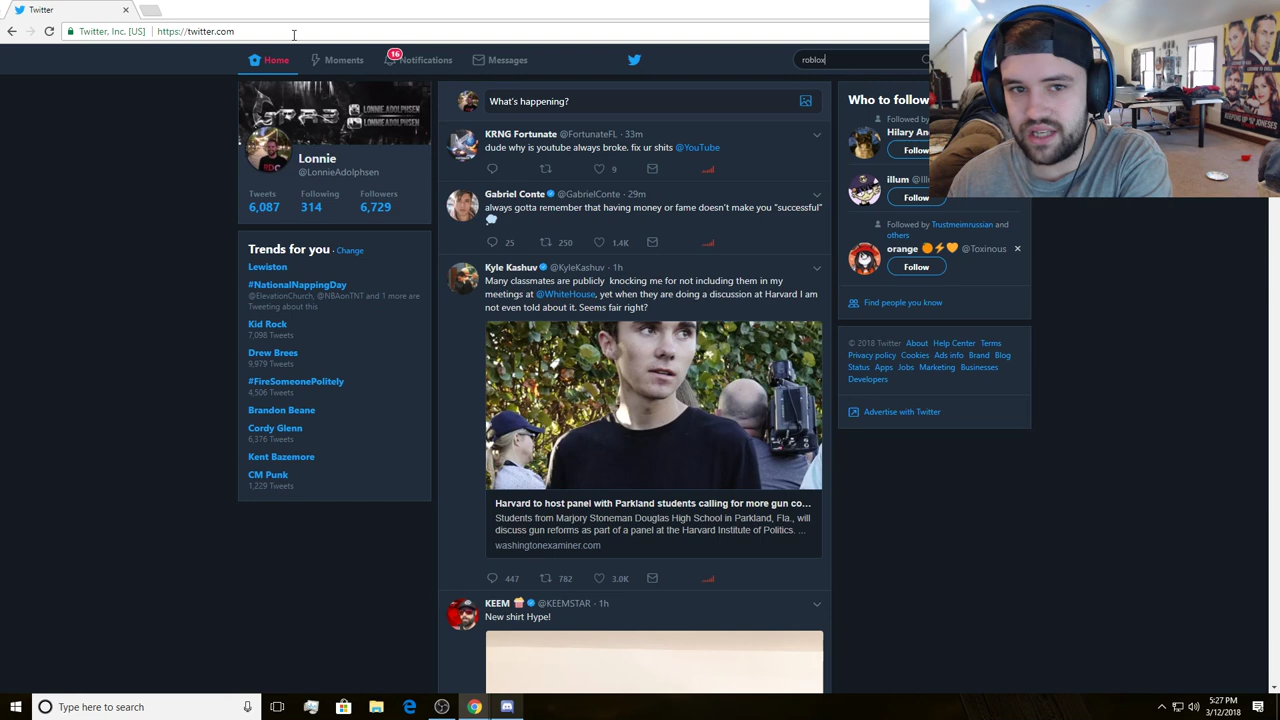 Twitter
Twitter, Inc. [US]
https://twitter.com
Home
Moments
16
Notifications
Messages
roblox
LONNIE ADOLPHSEN
LONNIE ADOLPHSEN
Lonnie
@LonnieAdolphsen
Tweets Following Followers
6,087 314 6,729
Trends for you · Change
Lewiston
#NationalNappingDay
@ElevationChurch, @NBAonTNT and 1 more are
Tweeting about this
Kid Rock
7,098 Tweets
Drew Brees
9,979 Tweets
#FireSomeonePolitely
4,506 Tweets
Brandon Beane
Cordy Glenn
6,376 Tweets
Kent Bazemore
CM Punk
1,229 Tweets
What's happening?
KRNG Fortunate @FortunateFL · 33m
dude why is youtube always broke. fix ur shits @YouTube
9
Gabriel Conte @GabrielConte · 29m
always gotta remember that having money or fame doesn't make you "successful"
25 250 1.4K
Kyle Kashuv @KyleKashuv · 1h
Many classmates are publicly knocking me for not including them in my
meetings at @WhiteHouse, yet when they are doing a discussion at Harvard I am
not even told about it. Seems fair right?
Harvard to host panel with Parkland students calling for more gun co...
Students from Marjory Stoneman Douglas High School in Parkland, Fla., will
discuss gun reforms as part of a panel at the Harvard Institute of Politics. ...
washingtonexaminer.com
447 782 3.0K
KEEM @KEEMSTAR · 1h
New shirt Hype!
Who to follow
Followed by
Hilary An
Follow
illum @Ill
Follow
Followed by Trustmeimrussian and
others
orange @Toxinous
Follow
Find people you know
© 2018 Twitter About Help Center Terms
Privacy policy Cookies Ads info Brand Blog
Status Apps Jobs Marketing Businesses
Developers
Advertise with Twitter
KEEPING UP JONESES
Type here to search
5:27 PM
3/12/2018